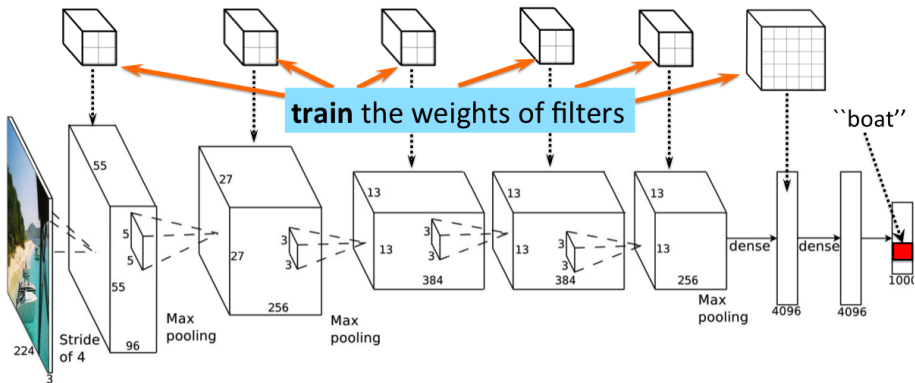 train the weights of filters
``boat''
55
27
13
13
13
5
5
55
27
3
3
13
3
3
13
3
3
13
dense
dense
224
3
Stride
of 4
96
Max
pooling
256
Max
pooling
384
384
256
Max
pooling
4096
4096
1000